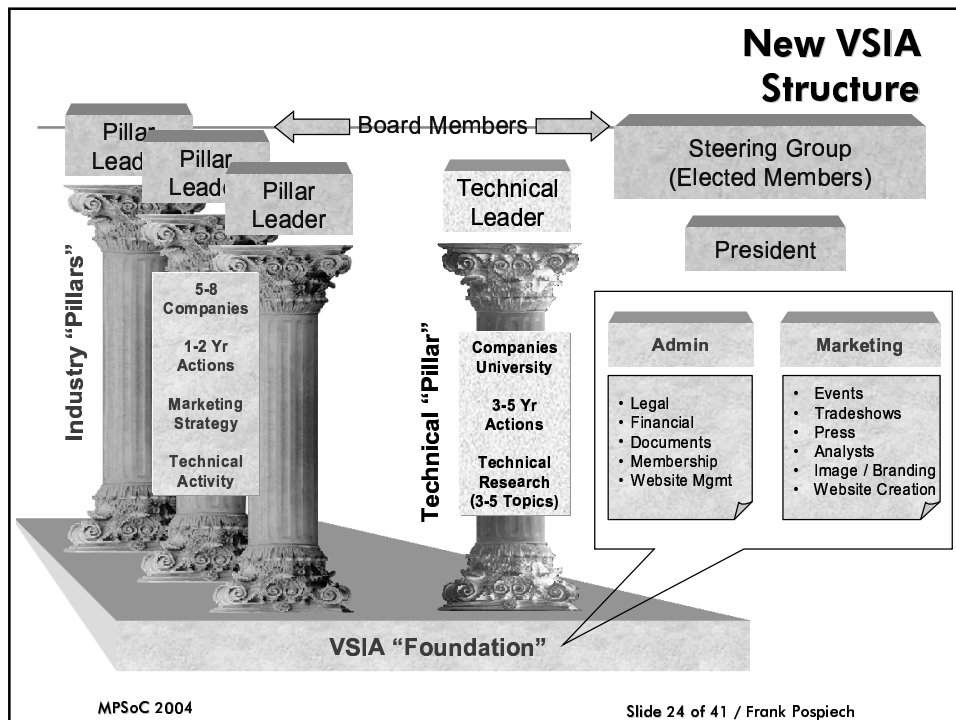 New VSIA
Structure
Board Members
Pillar
Leader
Pillar
Leader
Pillar
Leader
Technical
Leader
Steering Group
(Elected Members)
President
Industry “Pillars”
5-8
Companies
1-2 Yr
Actions
Marketing
Strategy
Technical
Activity
Technical “Pillar”
Companies
University
3-5 Yr
Actions
Technical
Research
(3-5 Topics)
Admin
• Legal
• Financial
• Documents
• Membership
• Website Mgmt
Marketing
• Events
• Tradeshows
• Press
• Analysts
• Image / Branding
• Website Creation
VSIA “Foundation”
MPSoC 2004
Slide 24 of 41 / Frank Pospiech